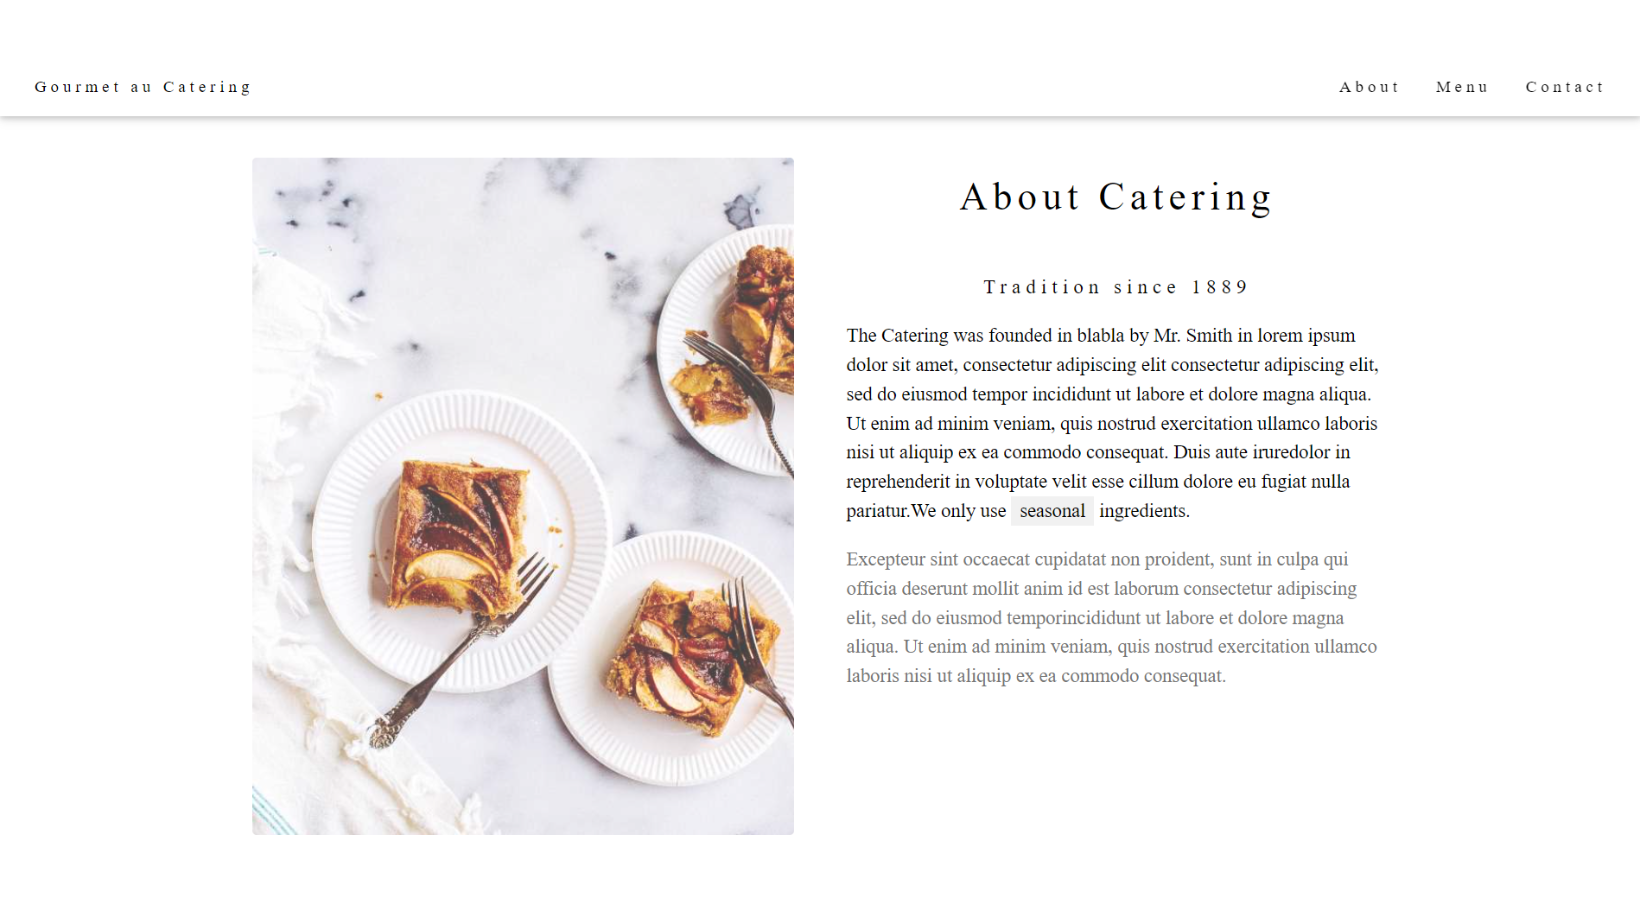 Gourmet au Catering
About Menu Contact
About Catering
Tradition since 1889
The Catering was founded in blabla by Mr. Smith in lorem ipsum
dolor sit amet, consectetur adipiscing elit consectetur adipiscing elit,
sed do eiusmod tempor incididunt ut labore et dolore magna aliqua.
Ut enim ad minim veniam, quis nostrud exercitation ullamco laboris
nisi ut aliquip ex ea commodo consequat. Duis aute iruredolor in
reprehenderit in voluptate velit esse cillum dolore eu fugiat nulla
pariatur.We only use seasonal ingredients.
Excepteur sint occaecat cupidatat non proident, sunt in culpa qui
officia deserunt mollit anim id est laborum consectetur adipiscing
elit, sed do eiusmod temporincididunt ut labore et dolore magna
aliqua. Ut enim ad minim veniam, quis nostrud exercitation ullamco
laboris nisi ut aliquip ex ea commodo consequat.